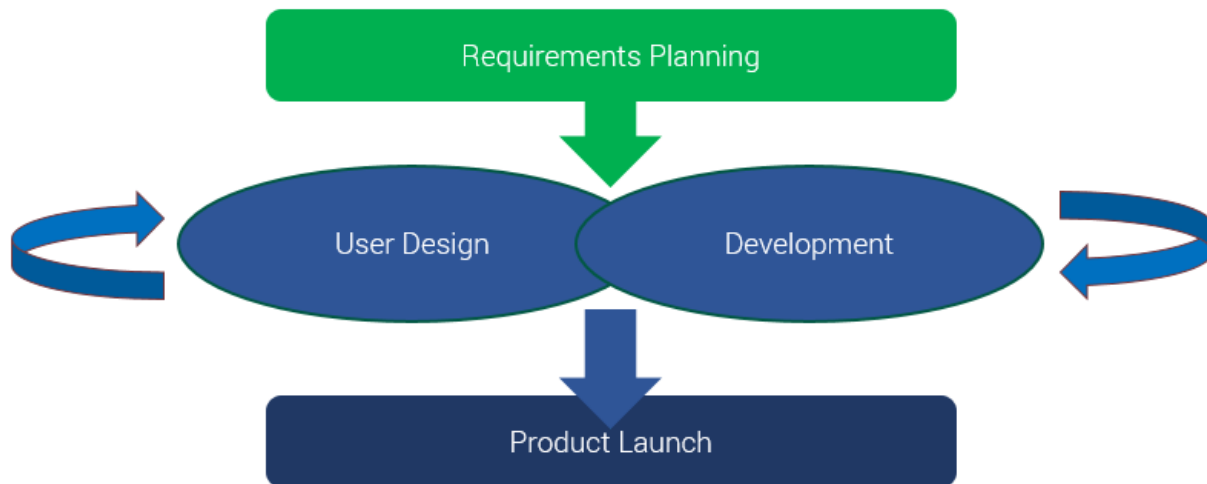 Requirements Planning
User Design
Development
Product Launch